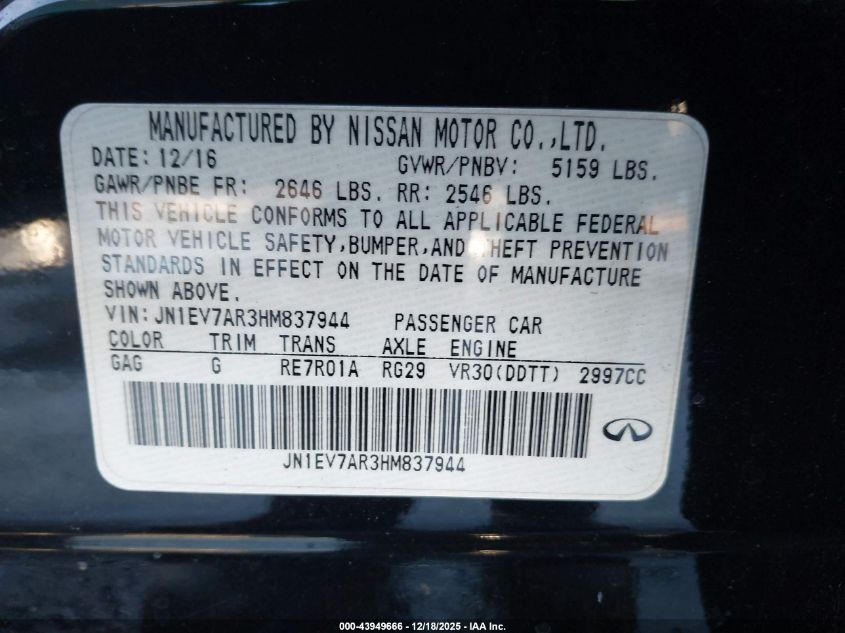 MANUFACTURED BY NISSAN MOTOR CO.,LTD.
DATE: 12/16 GVWR/PNBV: 5159 LBS.
GAWR/PNBE FR: 2646 LBS. RR: 2546 LBS.
THIS VEHICLE CONFORMS TO ALL APPLICABLE FEDERAL
MOTOR VEHICLE SAFETY,BUMPER,AND THEFT PREVENTION
STANDARDS IN EFFECT ON THE DATE OF MANUFACTURE
SHOWN ABOVE.
VIN: JN1EV7AR3HM837944 PASSENGER CAR
COLOR TRIM TRANS AXLE ENGINE
GAG G RE7R01A RG29 VR30(DDTT) 2997CC
JN1EV7AR3HM837944
000-43949666 - 12/18/2025 - IAA Inc.